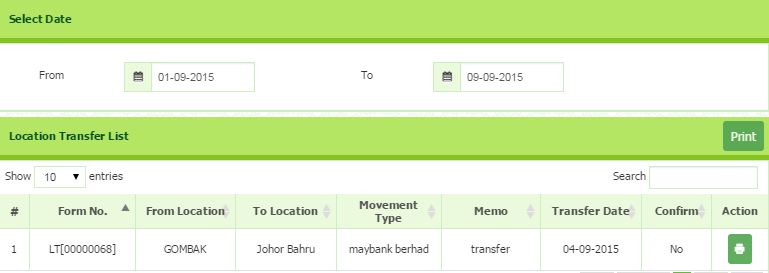 Select Date
From 01-09-2015 To 09-09-2015
Location Transfer List Print
Show 10 entries Search
# Form No. From Location To Location Movement Type Memo Transfer Date Confirm Action
1 LT[00000068] GOMBAK Johor Bahru maybank berhad transfer 04-09-2015 No